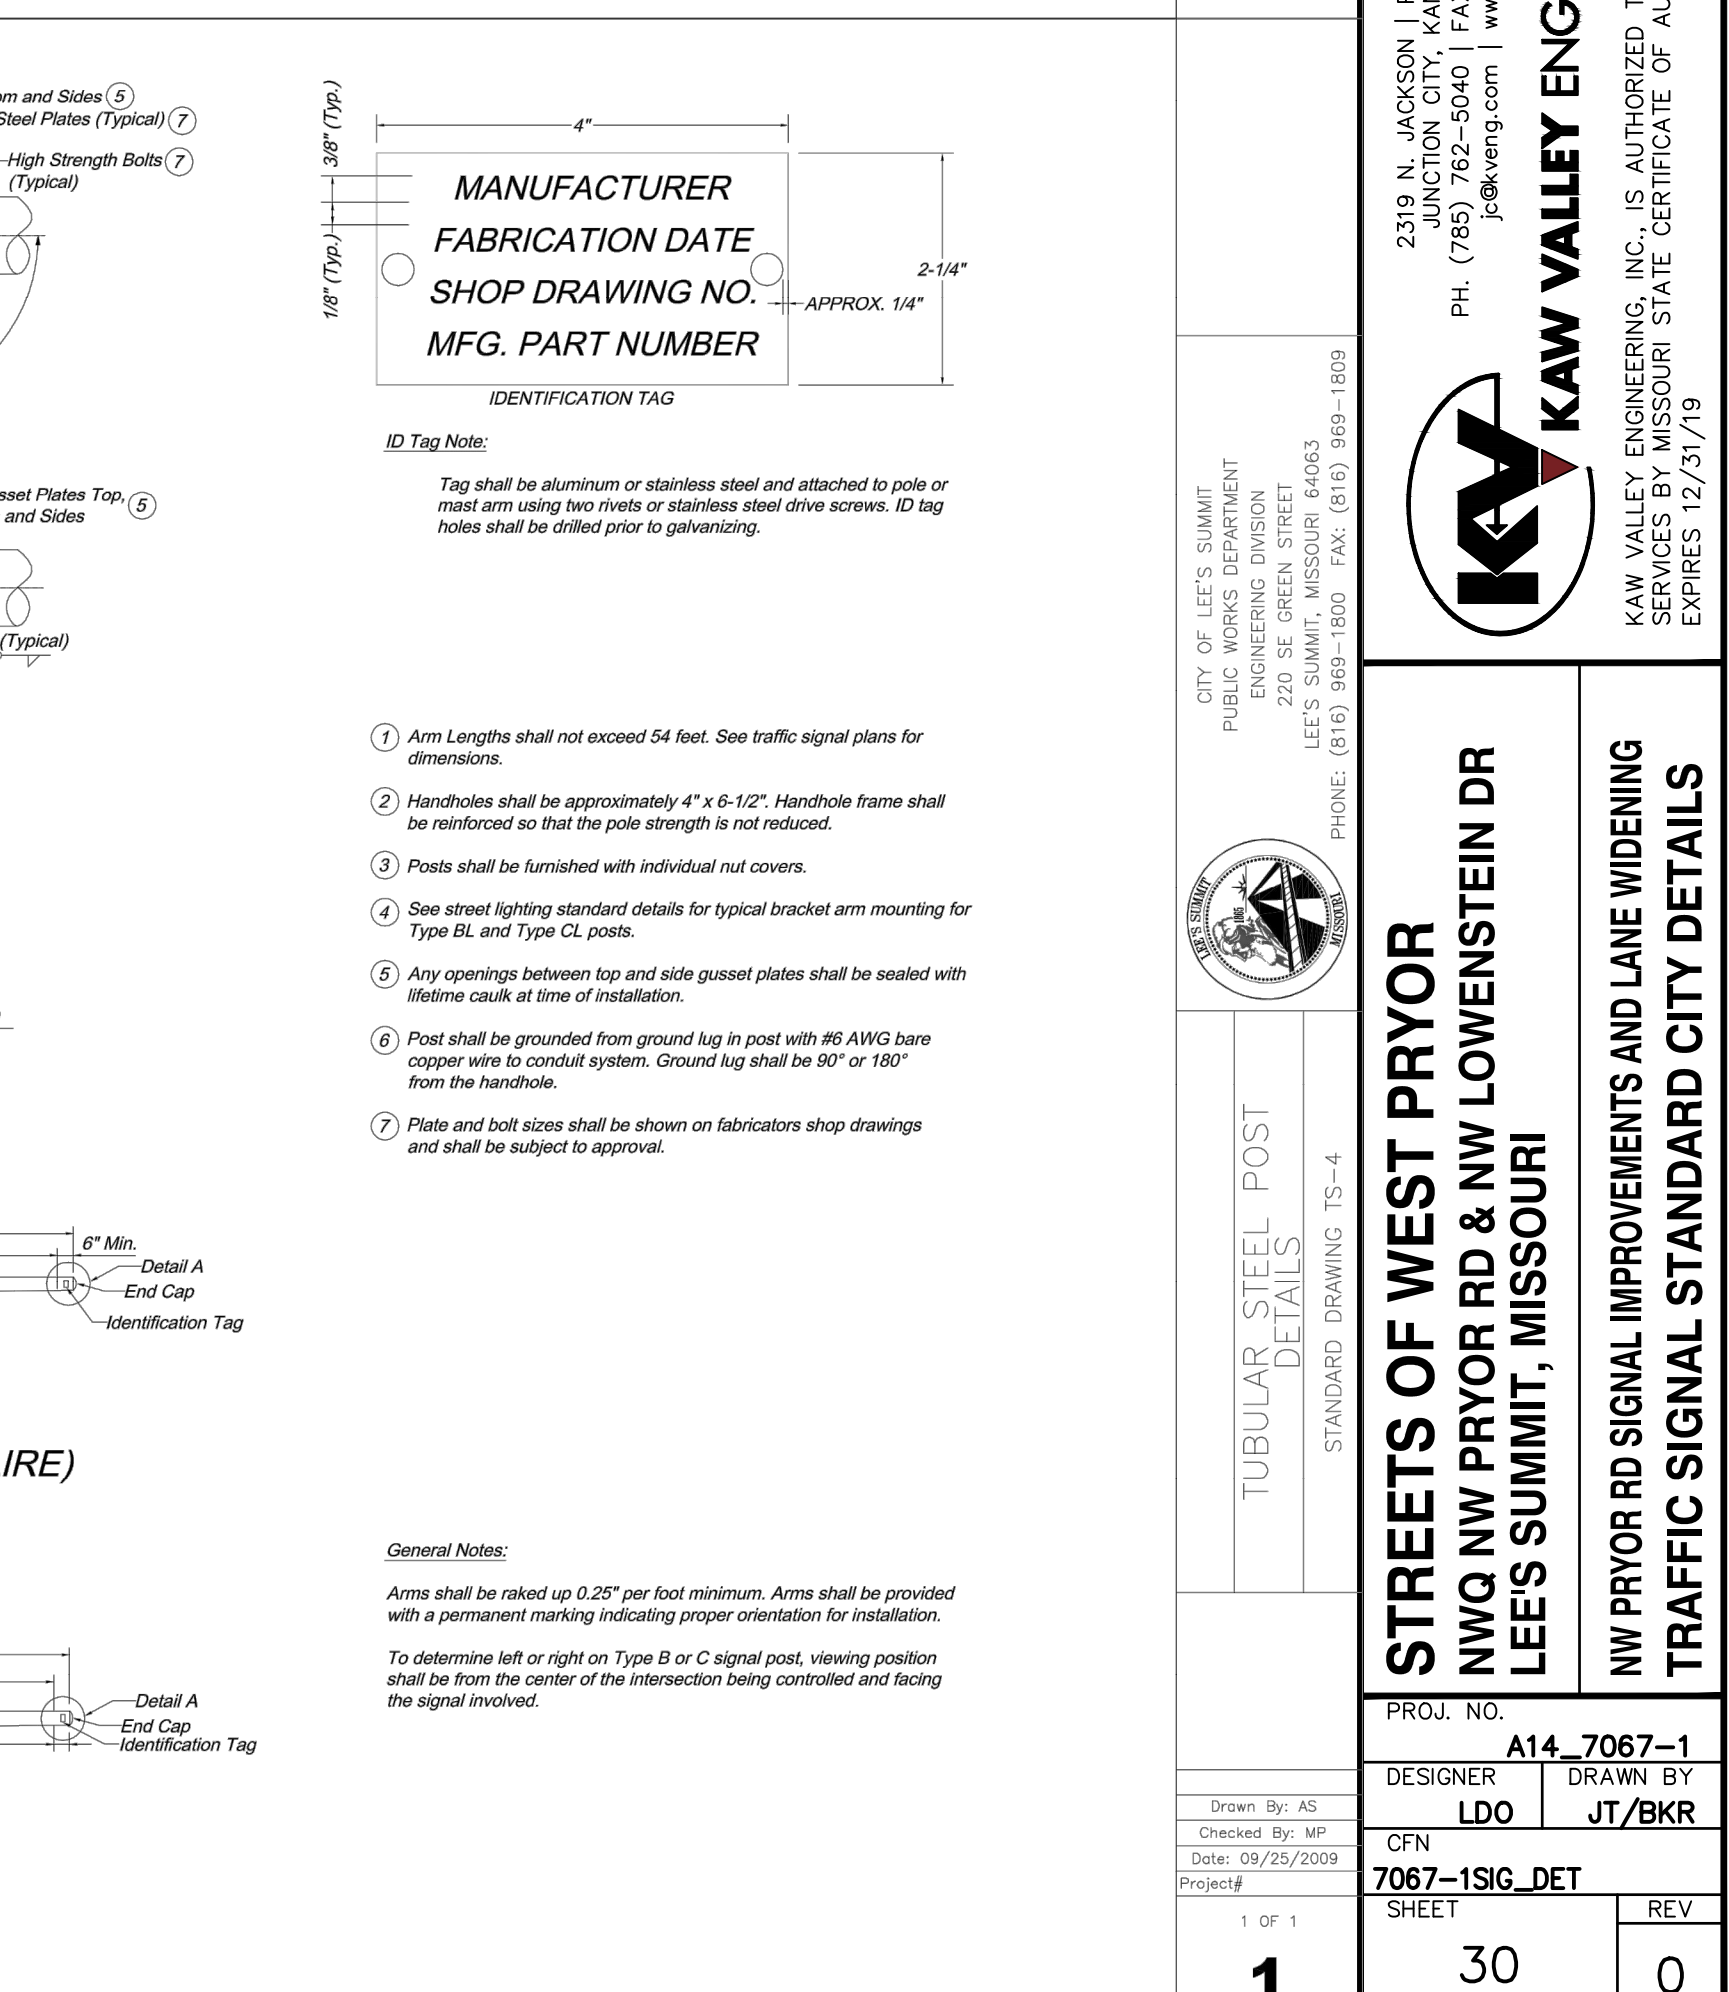 om and Sides 5
Steel Plates (Typical) 7
High Strength Bolts 7
(Typical)
sset Plates Top, 5
and Sides
(Typical)
3/8" (Typ.)
1/8" (Typ.)
4"
MANUFACTURER
FABRICATION DATE
SHOP DRAWING NO.
MFG. PART NUMBER
2-1/4"
APPROX. 1/4"
IDENTIFICATION TAG
ID Tag Note:
Tag shall be aluminum or stainless steel and attached to pole or
mast arm using two rivets or stainless steel drive screws. ID tag
holes shall be drilled prior to galvanizing.
1 Arm Lengths shall not exceed 54 feet. See traffic signal plans for
dimensions.
2 Handholes shall be approximately 4" x 6-1/2". Handhole frame shall
be reinforced so that the pole strength is not reduced.
3 Posts shall be furnished with individual nut covers.
4 See street lighting standard details for typical bracket arm mounting for
Type BL and Type CL posts.
5 Any openings between top and side gusset plates shall be sealed with
lifetime caulk at time of installation.
6 Post shall be grounded from ground lug in post with #6 AWG bare
copper wire to conduit system. Ground lug shall be 90° or 180°
from the handhole.
7 Plate and bolt sizes shall be shown on fabricators shop drawings
and shall be subject to approval.
6" Min.
Detail A
End Cap
Identification Tag
IRE)
Detail A
End Cap
Identification Tag
General Notes:
Arms shall be raked up 0.25" per foot minimum. Arms shall be provided
with a permanent marking indicating proper orientation for installation.
To determine left or right on Type B or C signal post, viewing position
shall be from the center of the intersection being controlled and facing
the signal involved.
CITY OF LEE'S SUMMIT
PUBLIC WORKS DEPARTMENT
ENGINEERING DIVISION
220 SE GREEN STREET
LEE'S SUMMIT, MISSOURI 64063
PHONE: (816) 969-1800 FAX: (816) 969-1809
LEE'S SUMMIT
1865
MISSOURI
TUBULAR STEEL POST
DETAILS
STANDARD DRAWING TS-4
Drawn By: AS
Checked By: MP
Date: 09/25/2009
Project#
1 OF 1
1
2319 N. JACKSON |
JUNCTION CITY, KA
PH. (785) 762-5040 | FA
jc@kveng.com | ww
KV
KAW VALLEY ENG
KAW VALLEY ENGINEERING, INC., IS AUTHORIZED T
SERVICES BY MISSOURI STATE CERTIFICATE OF AU
EXPIRES 12/31/19
STREETS OF WEST PRYOR
NWQ NW PRYOR RD & NW LOWENSTEIN DR
LEE'S SUMMIT, MISSOURI
NW PRYOR RD SIGNAL IMPROVEMENTS AND LANE WIDENING
TRAFFIC SIGNAL STANDARD CITY DETAILS
PROJ. NO.
A14_7067-1
DESIGNER DRAWN BY
LDO JT/BKR
CFN
7067-1SIG_DET
SHEET REV
30 0